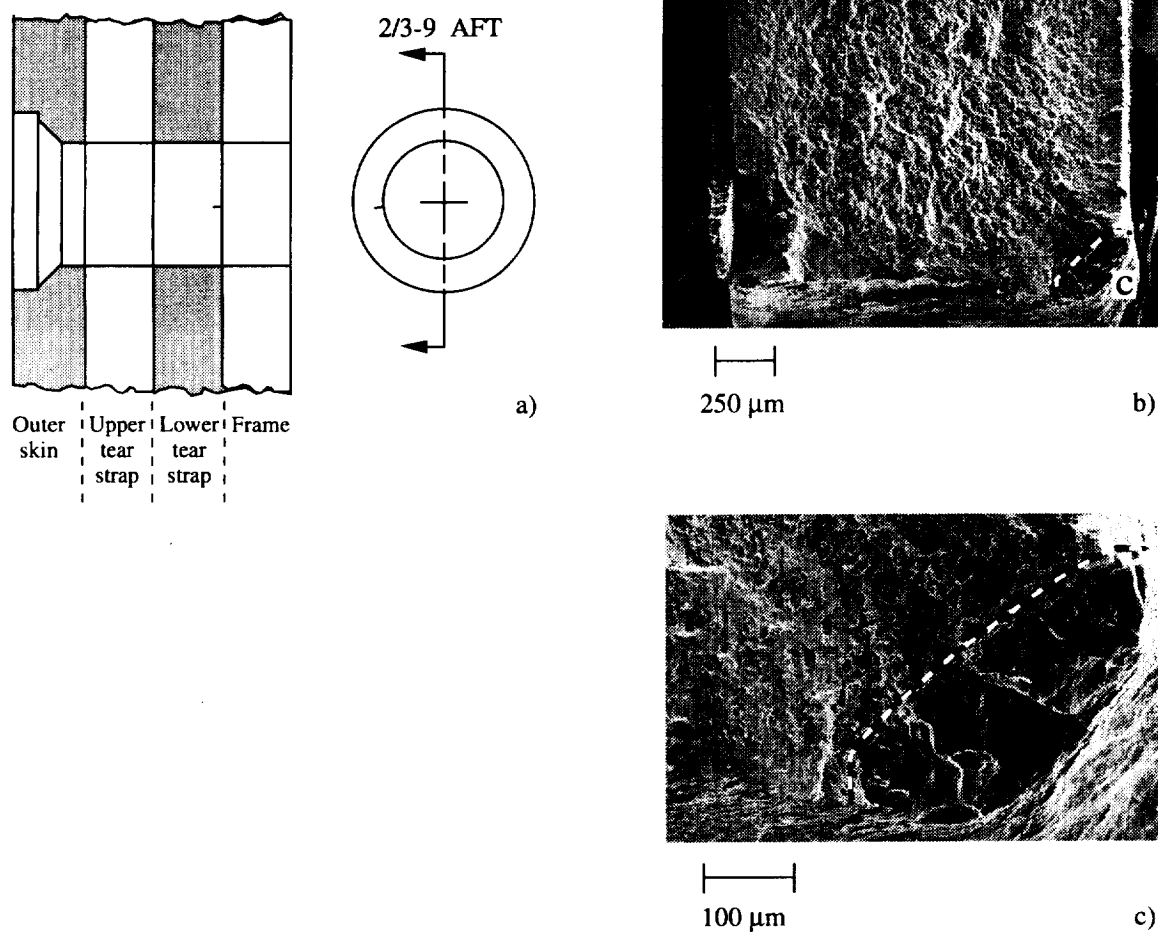 2/3-9 AFT
a)
Outer skin
Upper tear strap
Lower tear strap
Frame
C
250 μm
b)
100 μm
c)